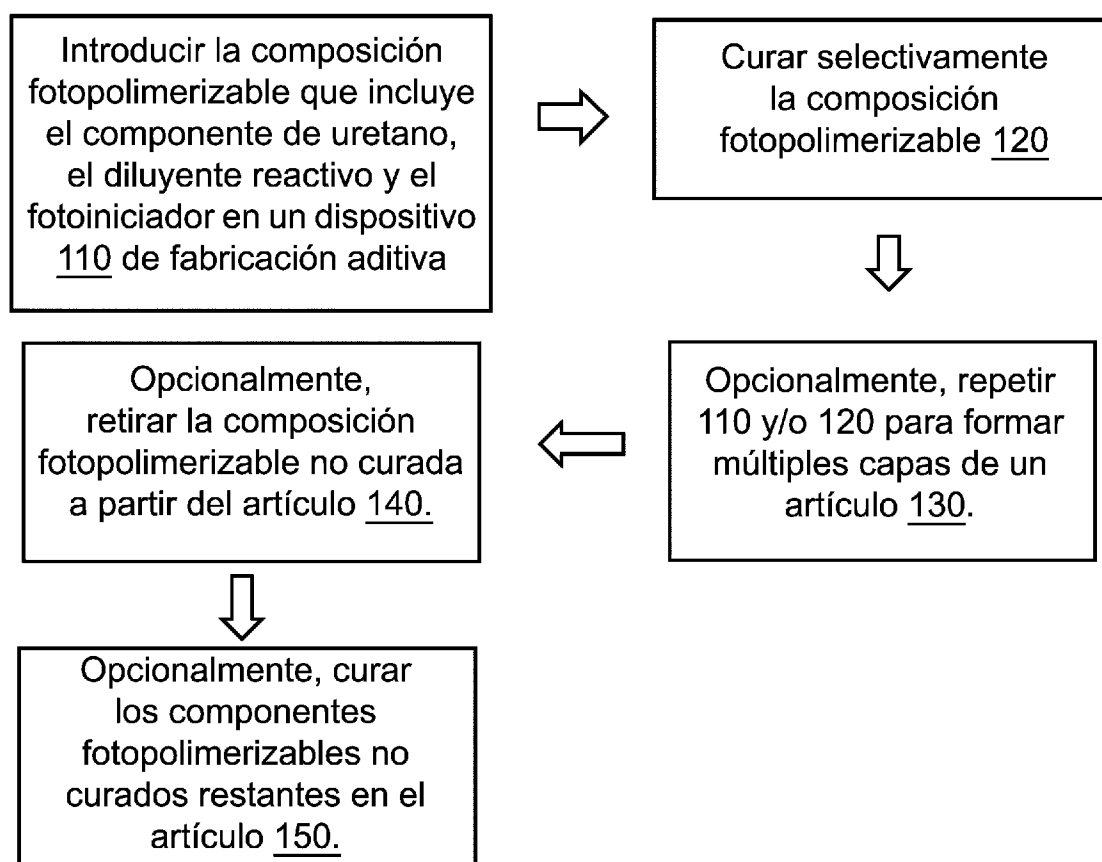 Introducir la composición
fotopolimerizable que incluye
el componente de uretano,
el diluyente reactivo y el
fotoiniciador en un dispositivo
110 de fabricación aditiva
Curar selectivamente
la composición
fotopolimerizable 120
Opcionalmente, repetir
110 y/o 120 para formar
múltiples capas de un
artículo 130.
Opcionalmente,
retirar la composición
fotopolimerizable no curada
a partir del artículo 140.
Opcionalmente, curar
los componentes
fotopolimerizables no
curados restantes en el
artículo 150.